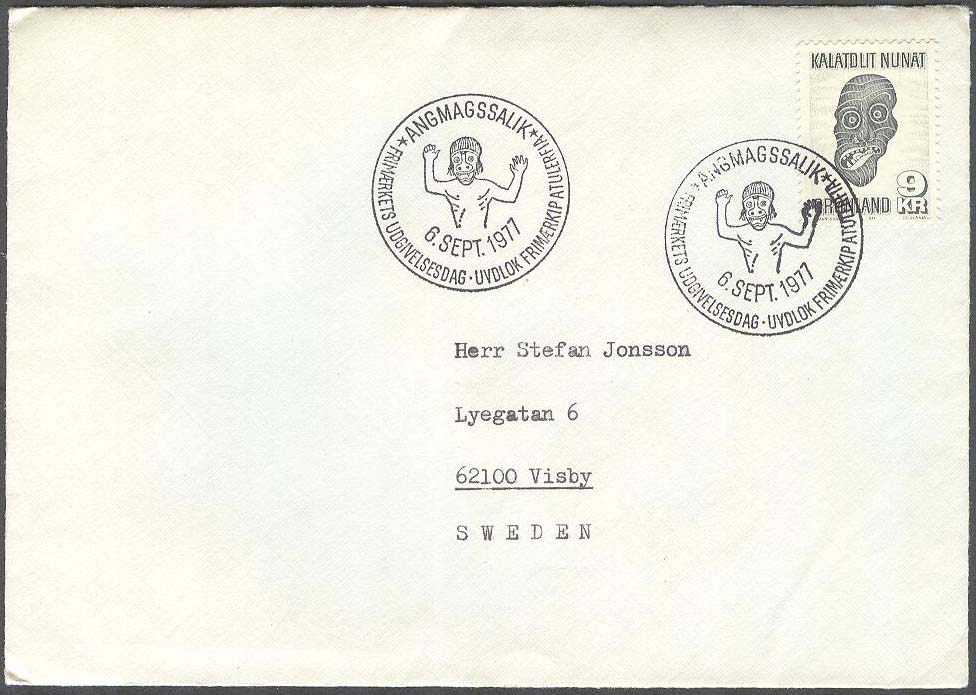 KALATDLIT NUNAT
9
GRØNLAND KR
★ANGMAGSSALIK★
FRIMÆRKETS UDGIVELSESDAG · UVDLOK FRIMÆRKIP ATULERFIA
6. SEPT. 1977
★ANGMAGSSALIK★
FRIMÆRKETS UDGIVELSESDAG · UVDLOK FRIMÆRKIP ATULERFIA
6. SEPT. 1977
Herr Stefan Jonsson
Lyegatan 6
62100 Visby
SWEDEN